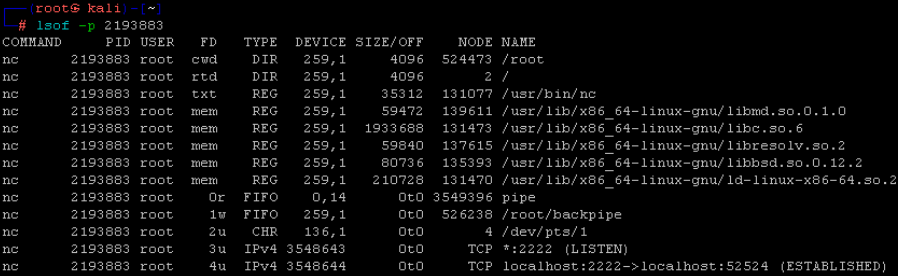 (root㉿kali)-[~]
# lsof -p 2193883
COMMAND PID USER FD TYPE DEVICE SIZE/OFF NODE NAME
nc 2193883 root cwd DIR 259,1 4096 524473 /root
nc 2193883 root rtd DIR 259,1 4096 2 /
nc 2193883 root txt REG 259,1 35312 131077 /usr/bin/nc
nc 2193883 root mem REG 259,1 59472 139611 /usr/lib/x86_64-linux-gnu/libmd.so.0.1.0
nc 2193883 root mem REG 259,1 1933688 131473 /usr/lib/x86_64-linux-gnu/libc.so.6
nc 2193883 root mem REG 259,1 59840 137615 /usr/lib/x86_64-linux-gnu/libresolv.so.2
nc 2193883 root mem REG 259,1 80736 135393 /usr/lib/x86_64-linux-gnu/libbsd.so.0.12.2
nc 2193883 root mem REG 259,1 210728 131470 /usr/lib/x86_64-linux-gnu/ld-linux-x86-64.so.2
nc 2193883 root 0r FIFO 0,14 0t0 3549396 pipe
nc 2193883 root 1w FIFO 259,1 0t0 526238 /root/backpipe
nc 2193883 root 2u CHR 136,1 0t0 4 /dev/pts/1
nc 2193883 root 3u IPv4 3548643 0t0 TCP *:2222 (LISTEN)
nc 2193883 root 4u IPv4 3548644 0t0 TCP localhost:2222->localhost:52524 (ESTABLISHED)